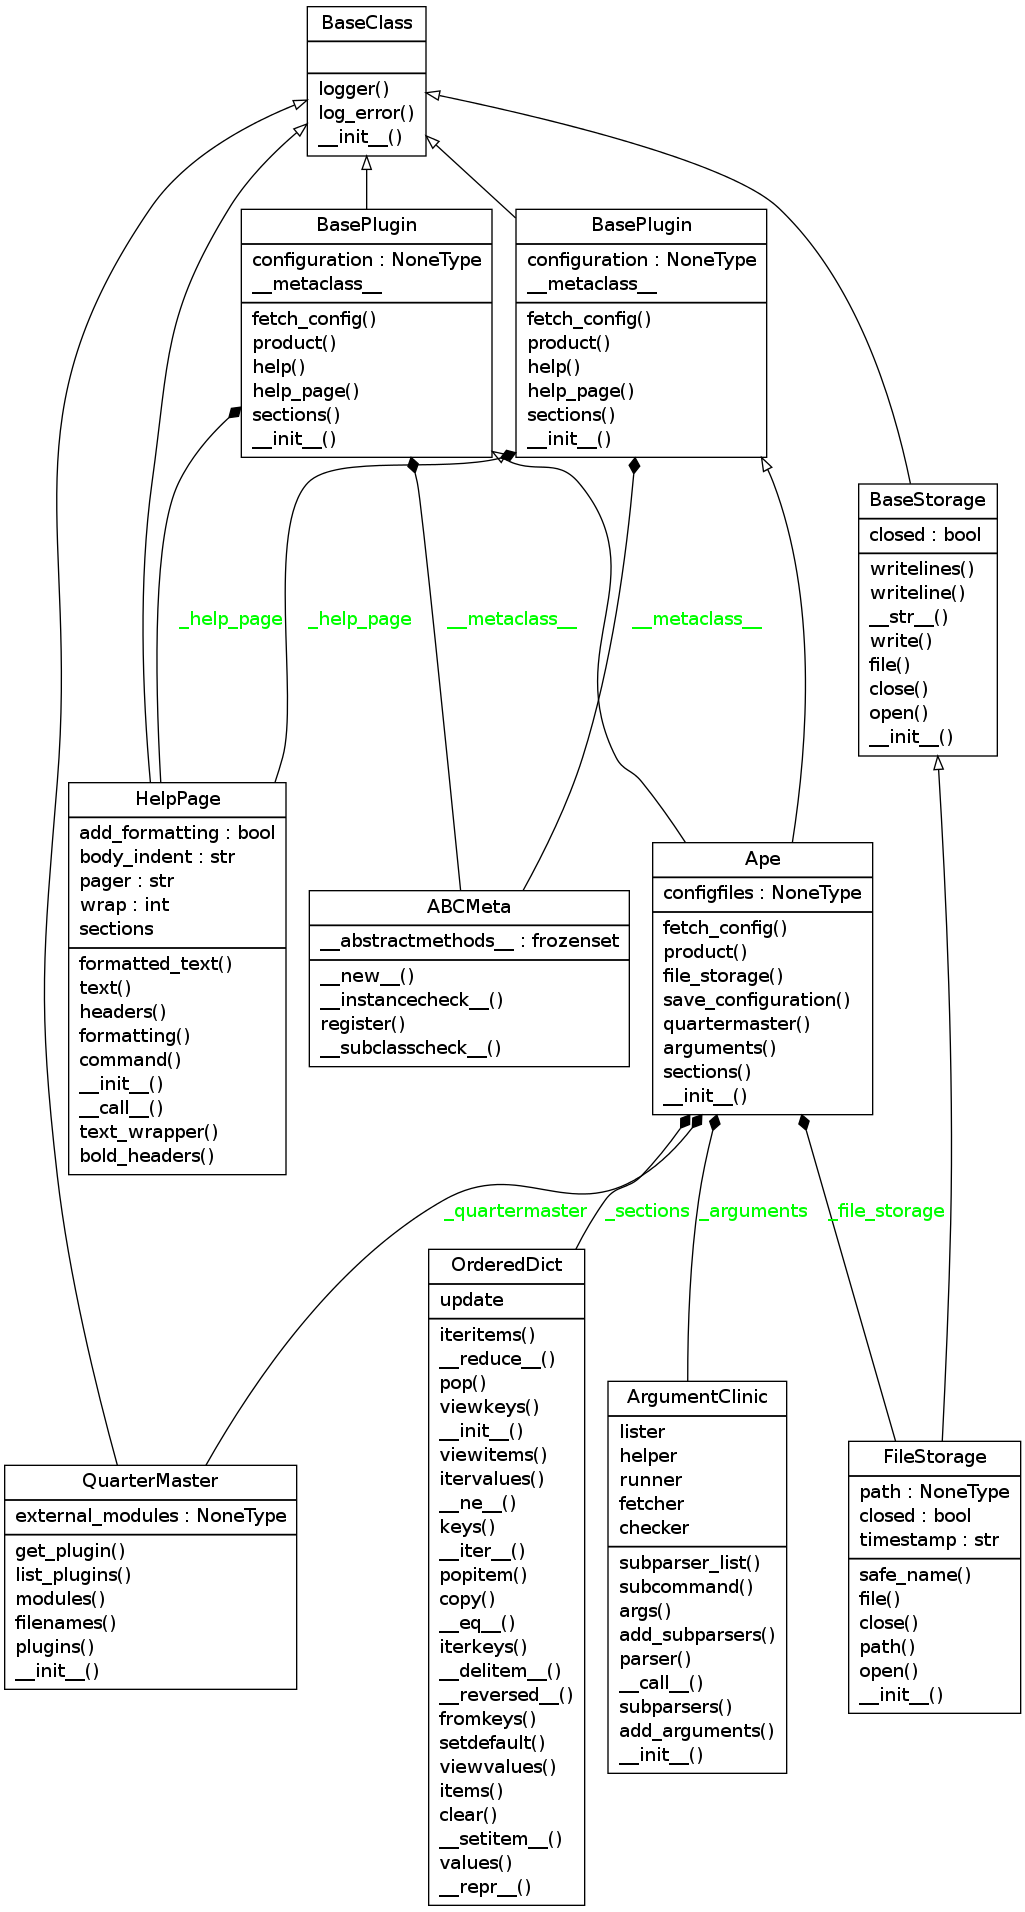 BaseClass
logger()
log_error()
__init__()
BasePlugin
configuration : NoneType
__metaclass__
fetch_config()
product()
help()
help_page()
sections()
__init__()
BasePlugin
configuration : NoneType
__metaclass__
fetch_config()
product()
help()
help_page()
sections()
__init__()
BaseStorage
closed : bool
writelines()
writeline()
__str__()
write()
file()
close()
open()
__init__()
_help_page
_help_page
__metaclass__
__metaclass__
HelpPage
add_formatting : bool
body_indent : str
pager : str
wrap : int
sections
formatted_text()
text()
headers()
formatting()
command()
__init__()
__call__()
text_wrapper()
bold_headers()
ABCMeta
__abstractmethods__ : frozenset
__new__()
__instancecheck__()
register()
__subclasscheck__()
Ape
configfiles : NoneType
fetch_config()
product()
file_storage()
save_configuration()
quartermaster()
arguments()
sections()
__init__()
_quartermaster
_sections
_arguments
_file_storage
QuarterMaster
external_modules : NoneType
get_plugin()
list_plugins()
modules()
filenames()
plugins()
__init__()
OrderedDict
update
iteritems()
__reduce__()
pop()
viewkeys()
__init__()
viewitems()
itervalues()
__ne__()
keys()
__iter__()
popitem()
copy()
__eq__()
iterkeys()
__delitem__()
__reversed__()
fromkeys()
setdefault()
viewvalues()
items()
clear()
__setitem__()
values()
__repr__()
ArgumentClinic
lister
helper
runner
fetcher
checker
subparser_list()
subcommand()
args()
add_subparsers()
parser()
__call__()
subparsers()
add_arguments()
__init__()
FileStorage
path : NoneType
closed : bool
timestamp : str
safe_name()
file()
close()
path()
open()
__init__()